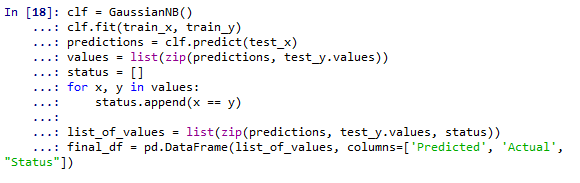 In [18]: clf = GaussianNB()
    ...: clf.fit(train_x, train_y)
    ...: predictions = clf.predict(test_x)
    ...: values = list(zip(predictions, test_y.values))
    ...: status = []
    ...: for x, y in values:
    ...:     status.append(x == y)
    ...:
    ...: list_of_values = list(zip(predictions, test_y.values, status))
    ...: final_df = pd.DataFrame(list_of_values, columns=['Predicted', 'Actual',
"Status"])